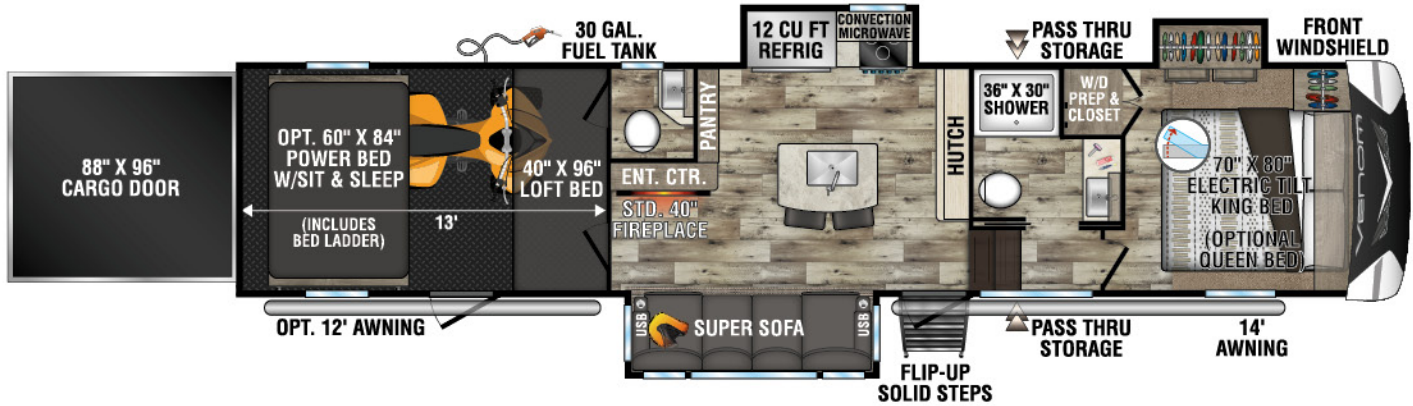 88" X 96"
CARGO DOOR
OPT. 60" X 84"
POWER BED
W/SIT & SLEEP
(INCLUDES
BED LADDER)
13'
40" X 96"
LOFT BED
30 GAL.
FUEL TANK
OPT. 12' AWNING
PANTRY
ENT. CTR.
STD. 40"
FIREPLACE
12 CU FT
REFRIG
CONVECTION
MICROWAVE
USB
SUPER SOFA
USB
HUTCH
FLIP-UP
SOLID STEPS
PASS THRU
STORAGE
36" X 30"
SHOWER
W/D
PREP &
CLOSET
PASS THRU
STORAGE
70" X 80"
ELECTRIC TILT
KING BED
(OPTIONAL
QUEEN BED)
14'
AWNING
FRONT
WINDSHIELD
VENOM